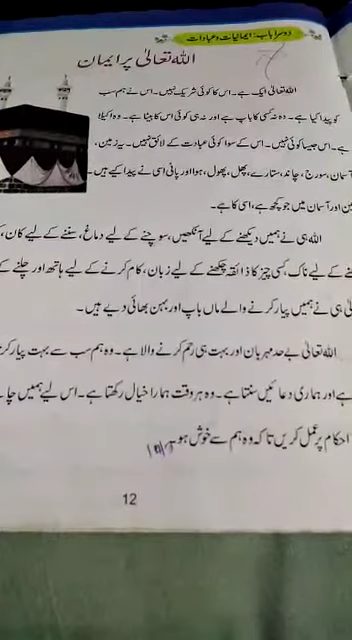 دوسرا باب: ایمانیات و عبادات
اللہ تعالیٰ پر ایمان
اللہ تعالیٰ ایک ہے۔ اس کا کوئی شریک نہیں۔ اس نے ہم سب
کو پیدا کیا ہے۔ وہ نہ کسی کا باپ ہے اور نہ ہی کوئی اس کا بیٹا ہے۔ وہ اکیلا
ہے۔ اس جیسا کوئی نہیں۔ اس کے سوا کوئی عبادت کے لائق نہیں۔ یہ زمین،
آسمان، سورج، چاند، ستارے، پھل، پھول، ہوا اور پانی اسی نے پیدا کیے ہیں۔
اور آسمان میں جو کچھ ہے، اسی کا ہے۔
اللہ ہی نے ہمیں دیکھنے کے لیے آنکھیں، سوچنے کے لیے دماغ، سننے کے لیے کان،
کے لیے ناک، کسی چیز کا ذائقہ چکھنے کے لیے زبان، کام کرنے کے لیے ہاتھ اور چلنے کے
ہی نے ہمیں پیار کرنے والے ماں باپ اور بہن بھائی دیے ہیں۔
اللہ تعالیٰ بے حد مہربان اور بہت ہی رحم کرنے والا ہے۔ وہ ہم سب سے بہت پیار
ہے اور ہماری دعائیں سنتا ہے۔ وہ ہر وقت ہمارا خیال رکھتا ہے۔ اس لیے ہمیں
احکام پر عمل کریں تاکہ وہ ہم سے خوش ہو۔
12